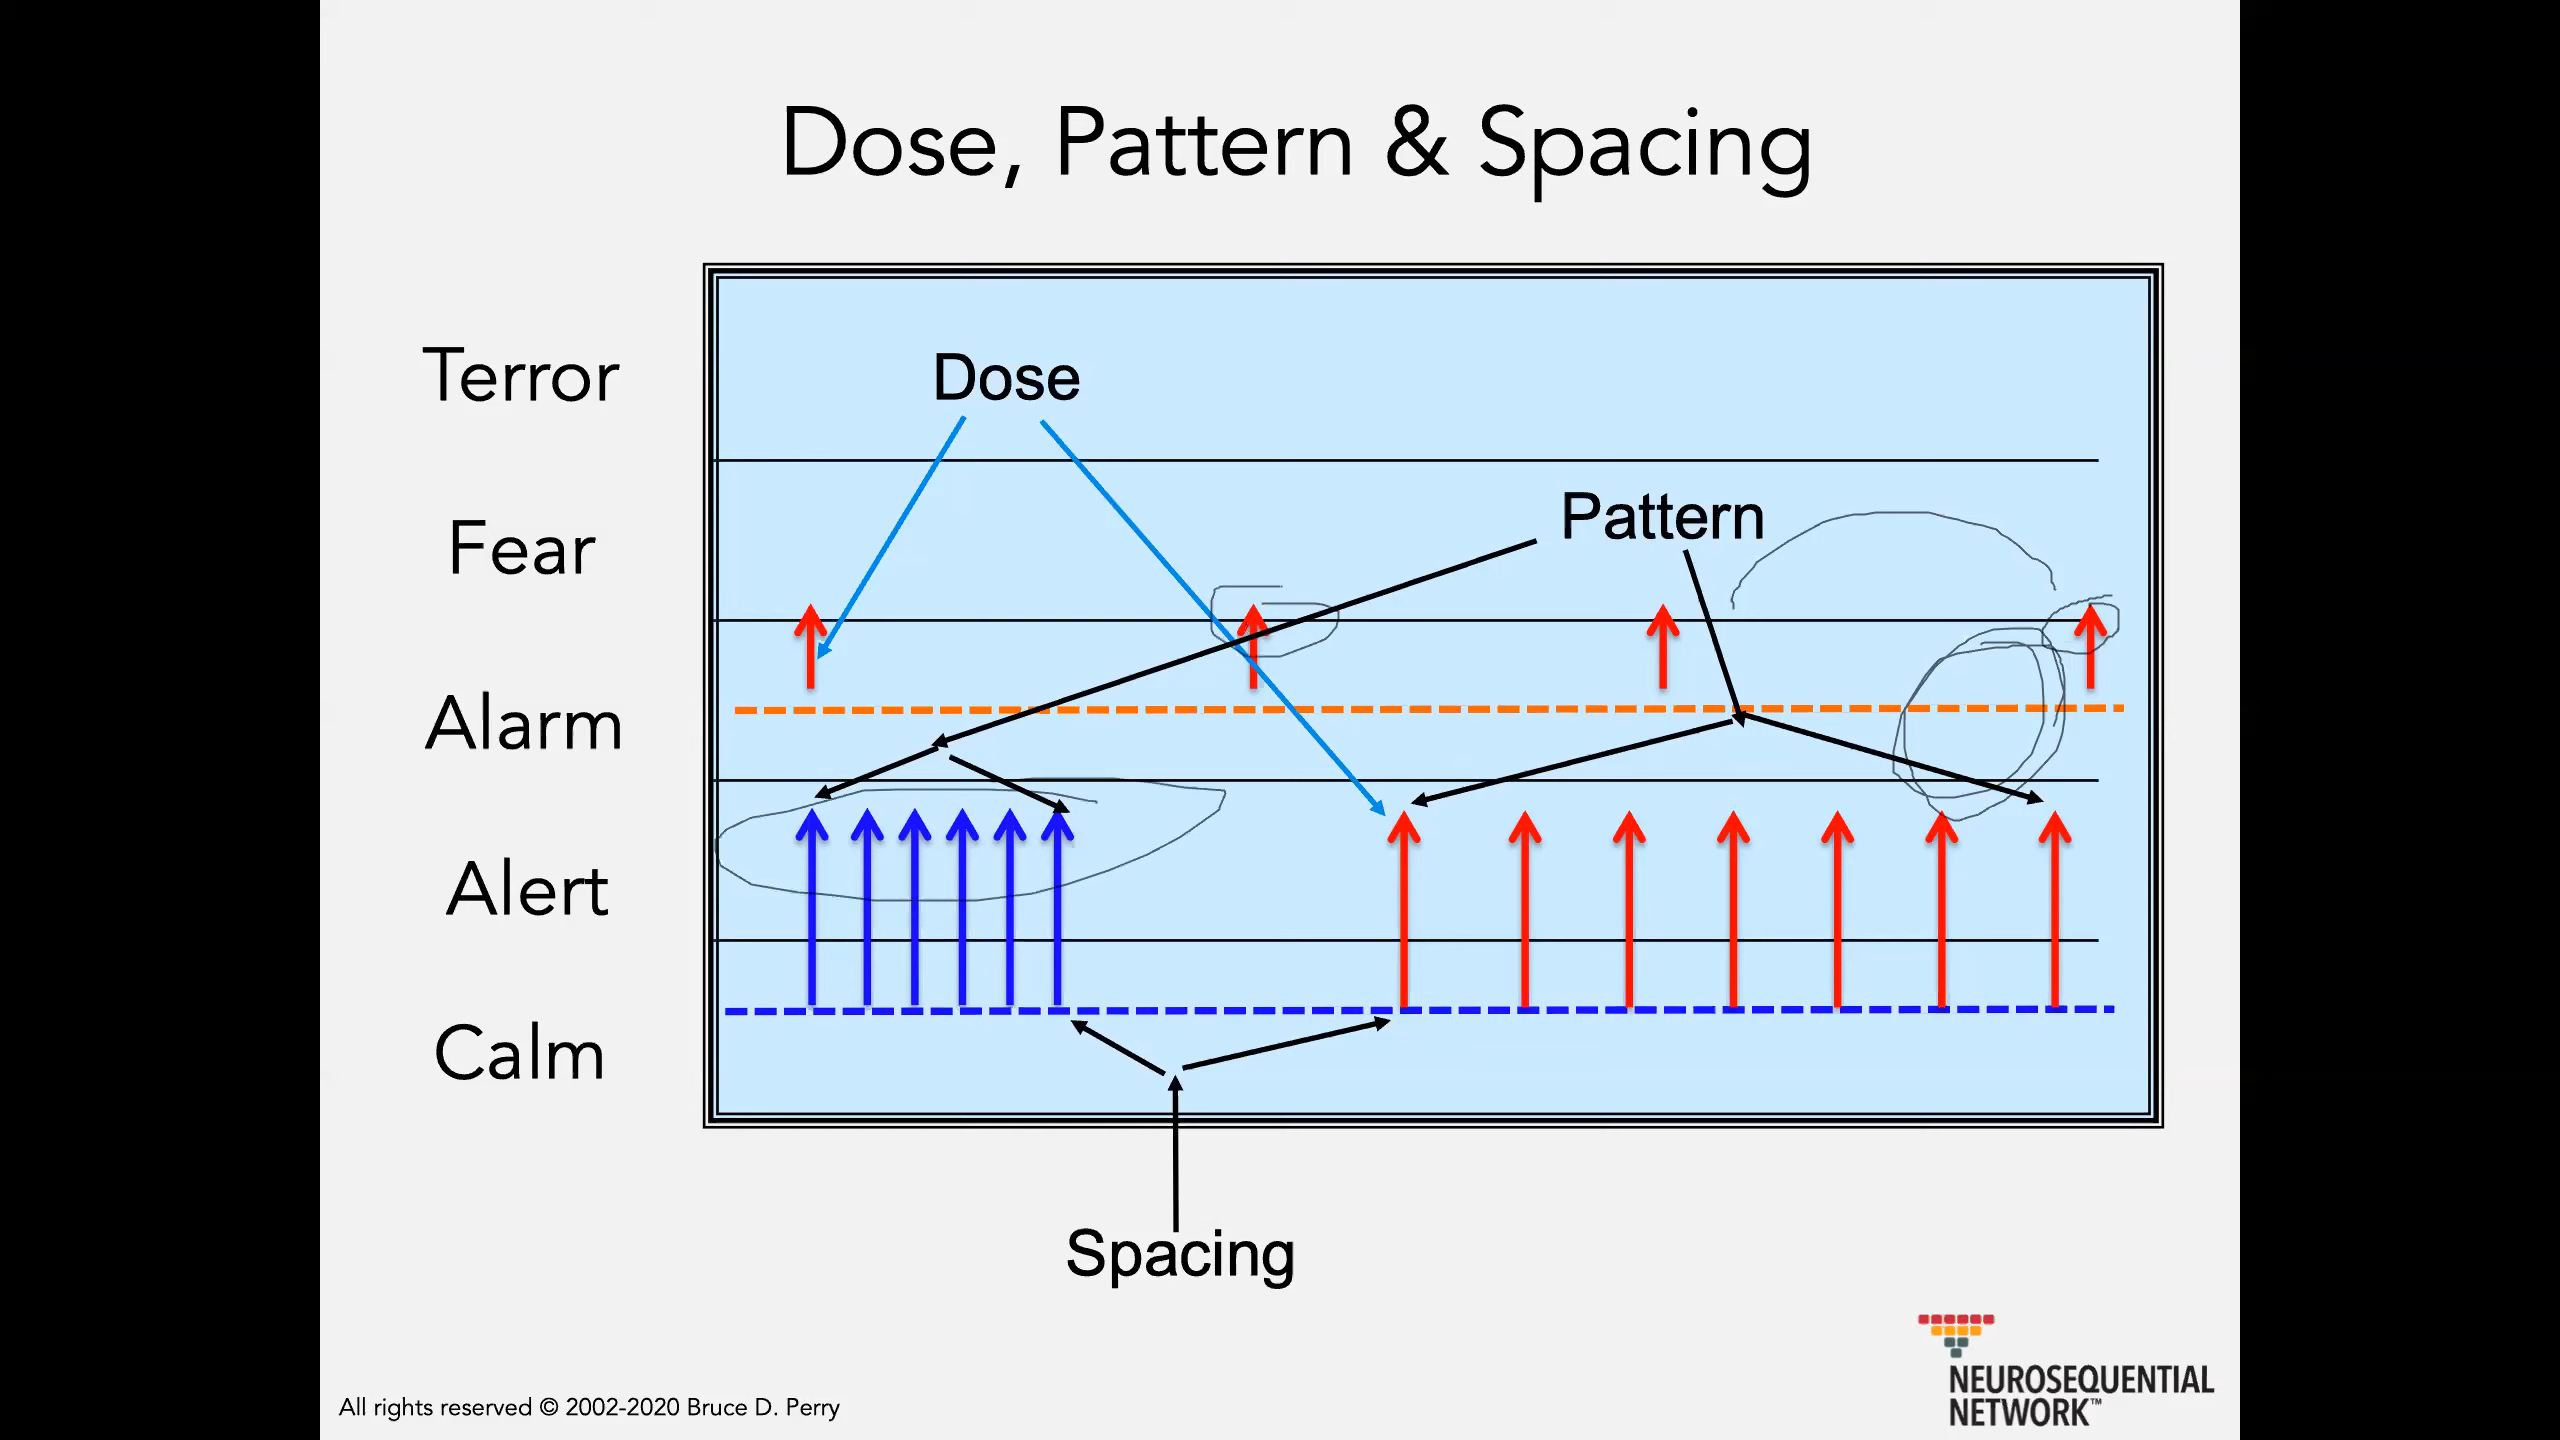 Dose, Pattern & Spacing
Terror
Dose
Pattern
Fear
Alarm
Alert
Calm
Spacing
NEUROSEQUENTIAL
NETWORK™
All rights reserved © 2002-2020 Bruce D. Perry